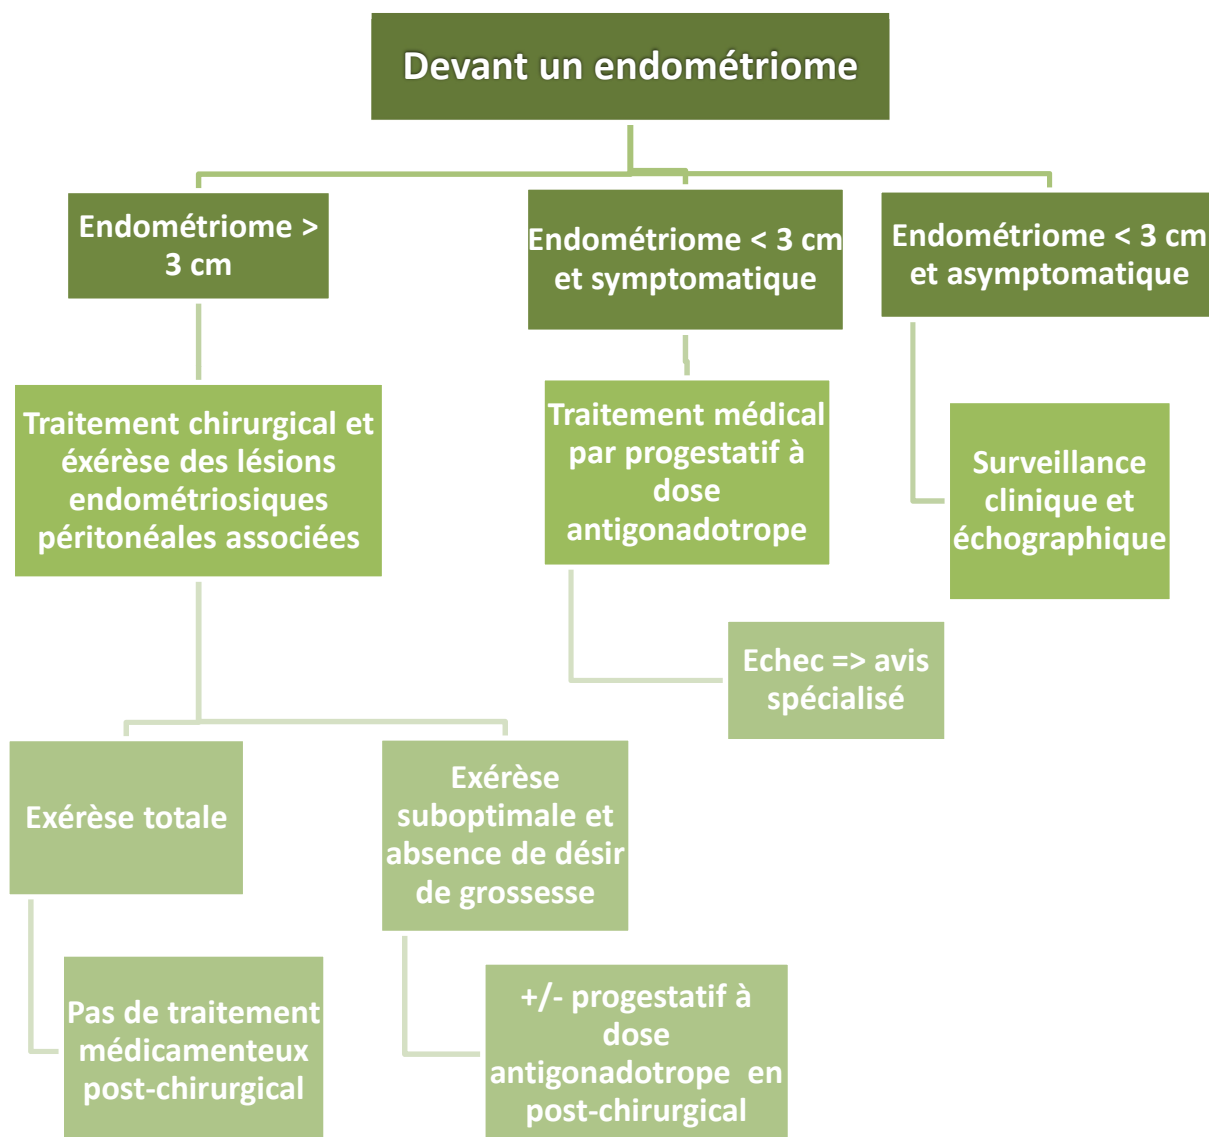 Devant un endométriome
Endométriome >
3 cm
Endométriome < 3 cm
et symptomatique
Endométriome < 3 cm
et asymptomatique
Traitement chirurgical et
éxérèse des lésions
endométriosiques
péritonéales associées
Traitement médical
par progestatif à
dose
antigonadotrope
Surveillance
clinique et
échographique
Echec => avis
spécialisé
Exérèse totale
Exérèse
suboptimale et
absence de désir
de grossesse
Pas de traitement
médicamenteux
post-chirurgical
+/- progestatif à
dose
antigonadotrope en
post-chirurgical